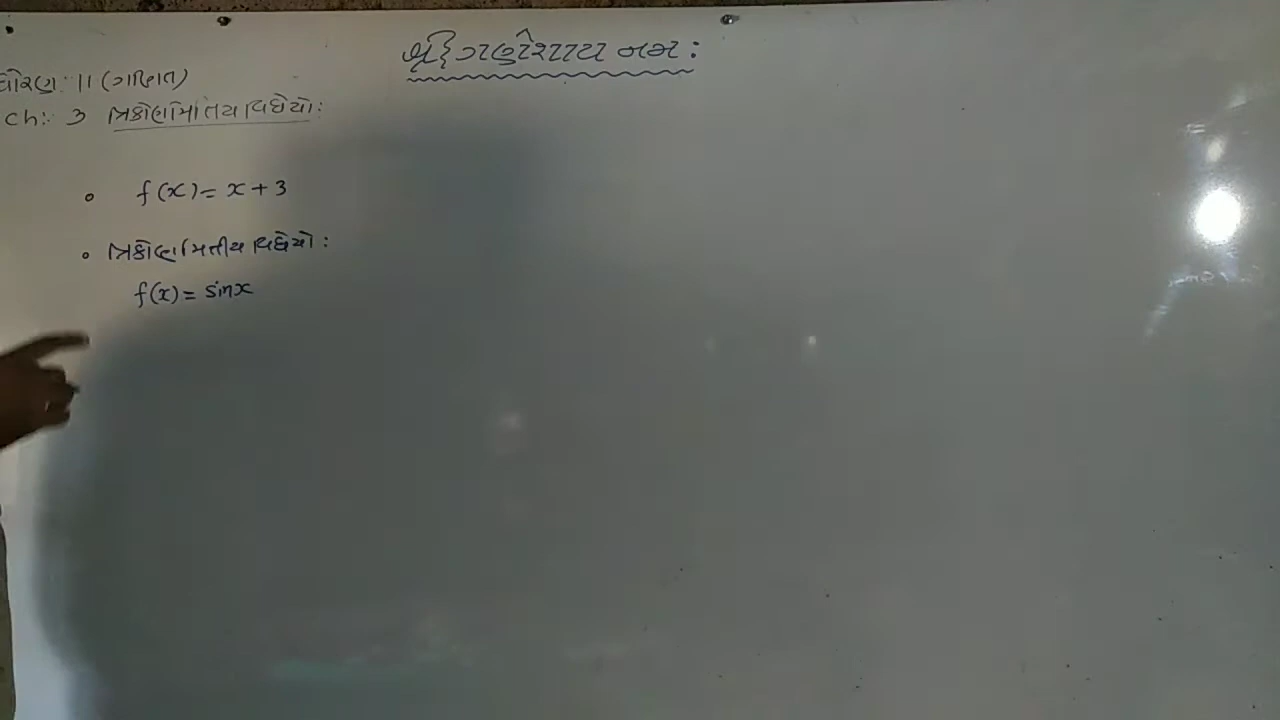 શ્રી ગણેશાય નમઃ
ધોરણ: 11 (ગણિત)
Ch: 3 ત્રિકોણમિતિય વિધેયો:
f(x) = x + 3
ત્રિકોણમિતીય વિધેયો:
f(x) = sinx